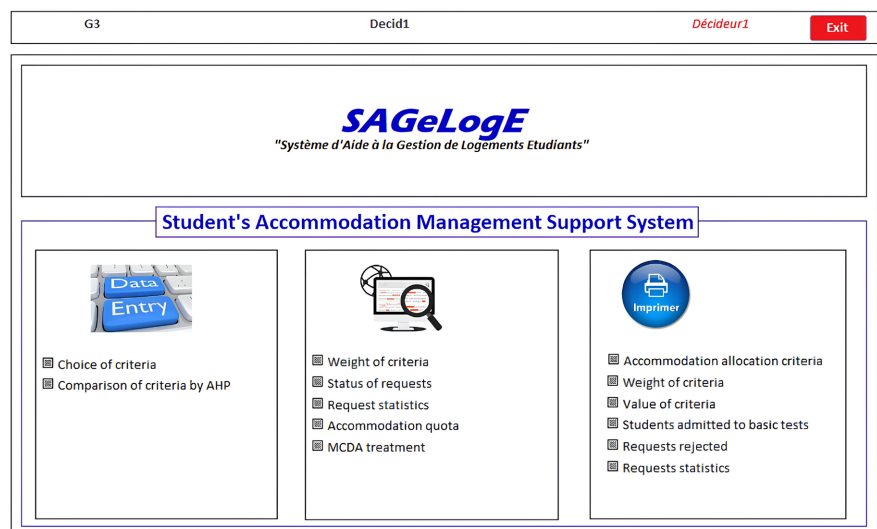 G3 Decid1 Décideur1 Exit
SAGeLogE
"Système d'Aide à la Gestion de Logements Etudiants"
Student's Accommodation Management Support System
Data
Entry
Choice of criteria
Comparison of criteria by AHP
Weight of criteria
Status of requests
Request statistics
Accommodation quota
MCDA treatment
Imprimer
Accommodation allocation criteria
Weight of criteria
Value of criteria
Students admitted to basic tests
Requests rejected
Requests statistics